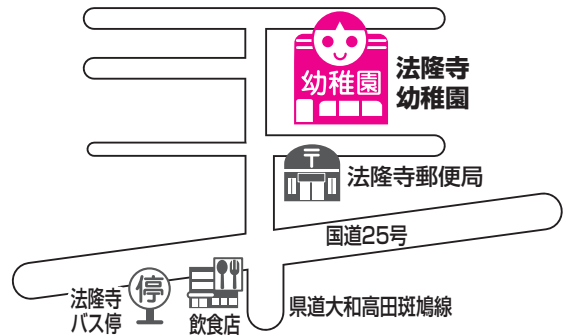 幼稚園
法隆寺
幼稚園
〒
法隆寺郵便局
国道25号
停
法隆寺
バス停
飲食店
県道大和高田斑鳩線